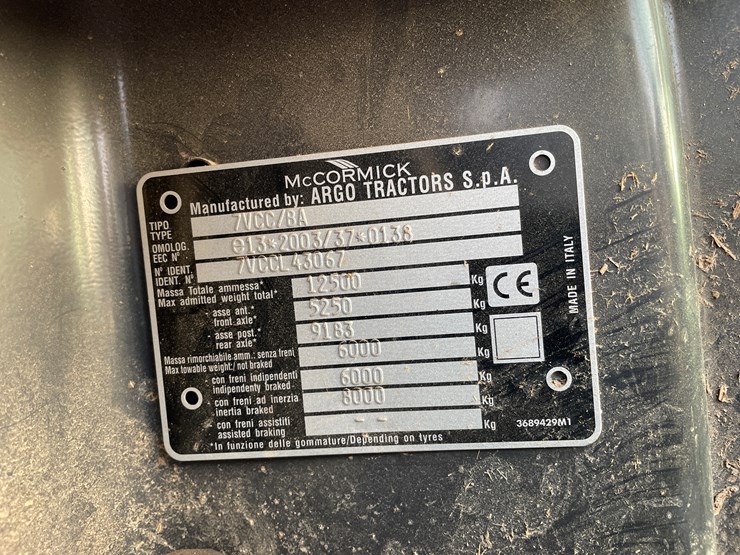 McCORMICK
Manufactured by: ARGO TRACTORS S.p.A.
TIPO
TYPE 7VCC/8A
OMOLOG.
EEC N° e13*2003/37*0138
N° IDENT.
IDENT. N° 7VCCL43067
Massa Totale ammessa*
Max admitted weight total* 12500 Kg
asse ant.*
front axle* 5250 Kg
asse post.*
rear axle* 9183 Kg
Massa rimorchiabile amm.: senza freni
Max towable weight:/ not braked 6000 Kg
con freni indipendenti
independenty braked 6000 Kg
con freni ad inerzia
inertia braked 8000 Kg
con freni assistiti
assisted braking -- Kg
*In funzione delle gommature/Depending on tyres
CE
MADE IN ITALY
3689429M1